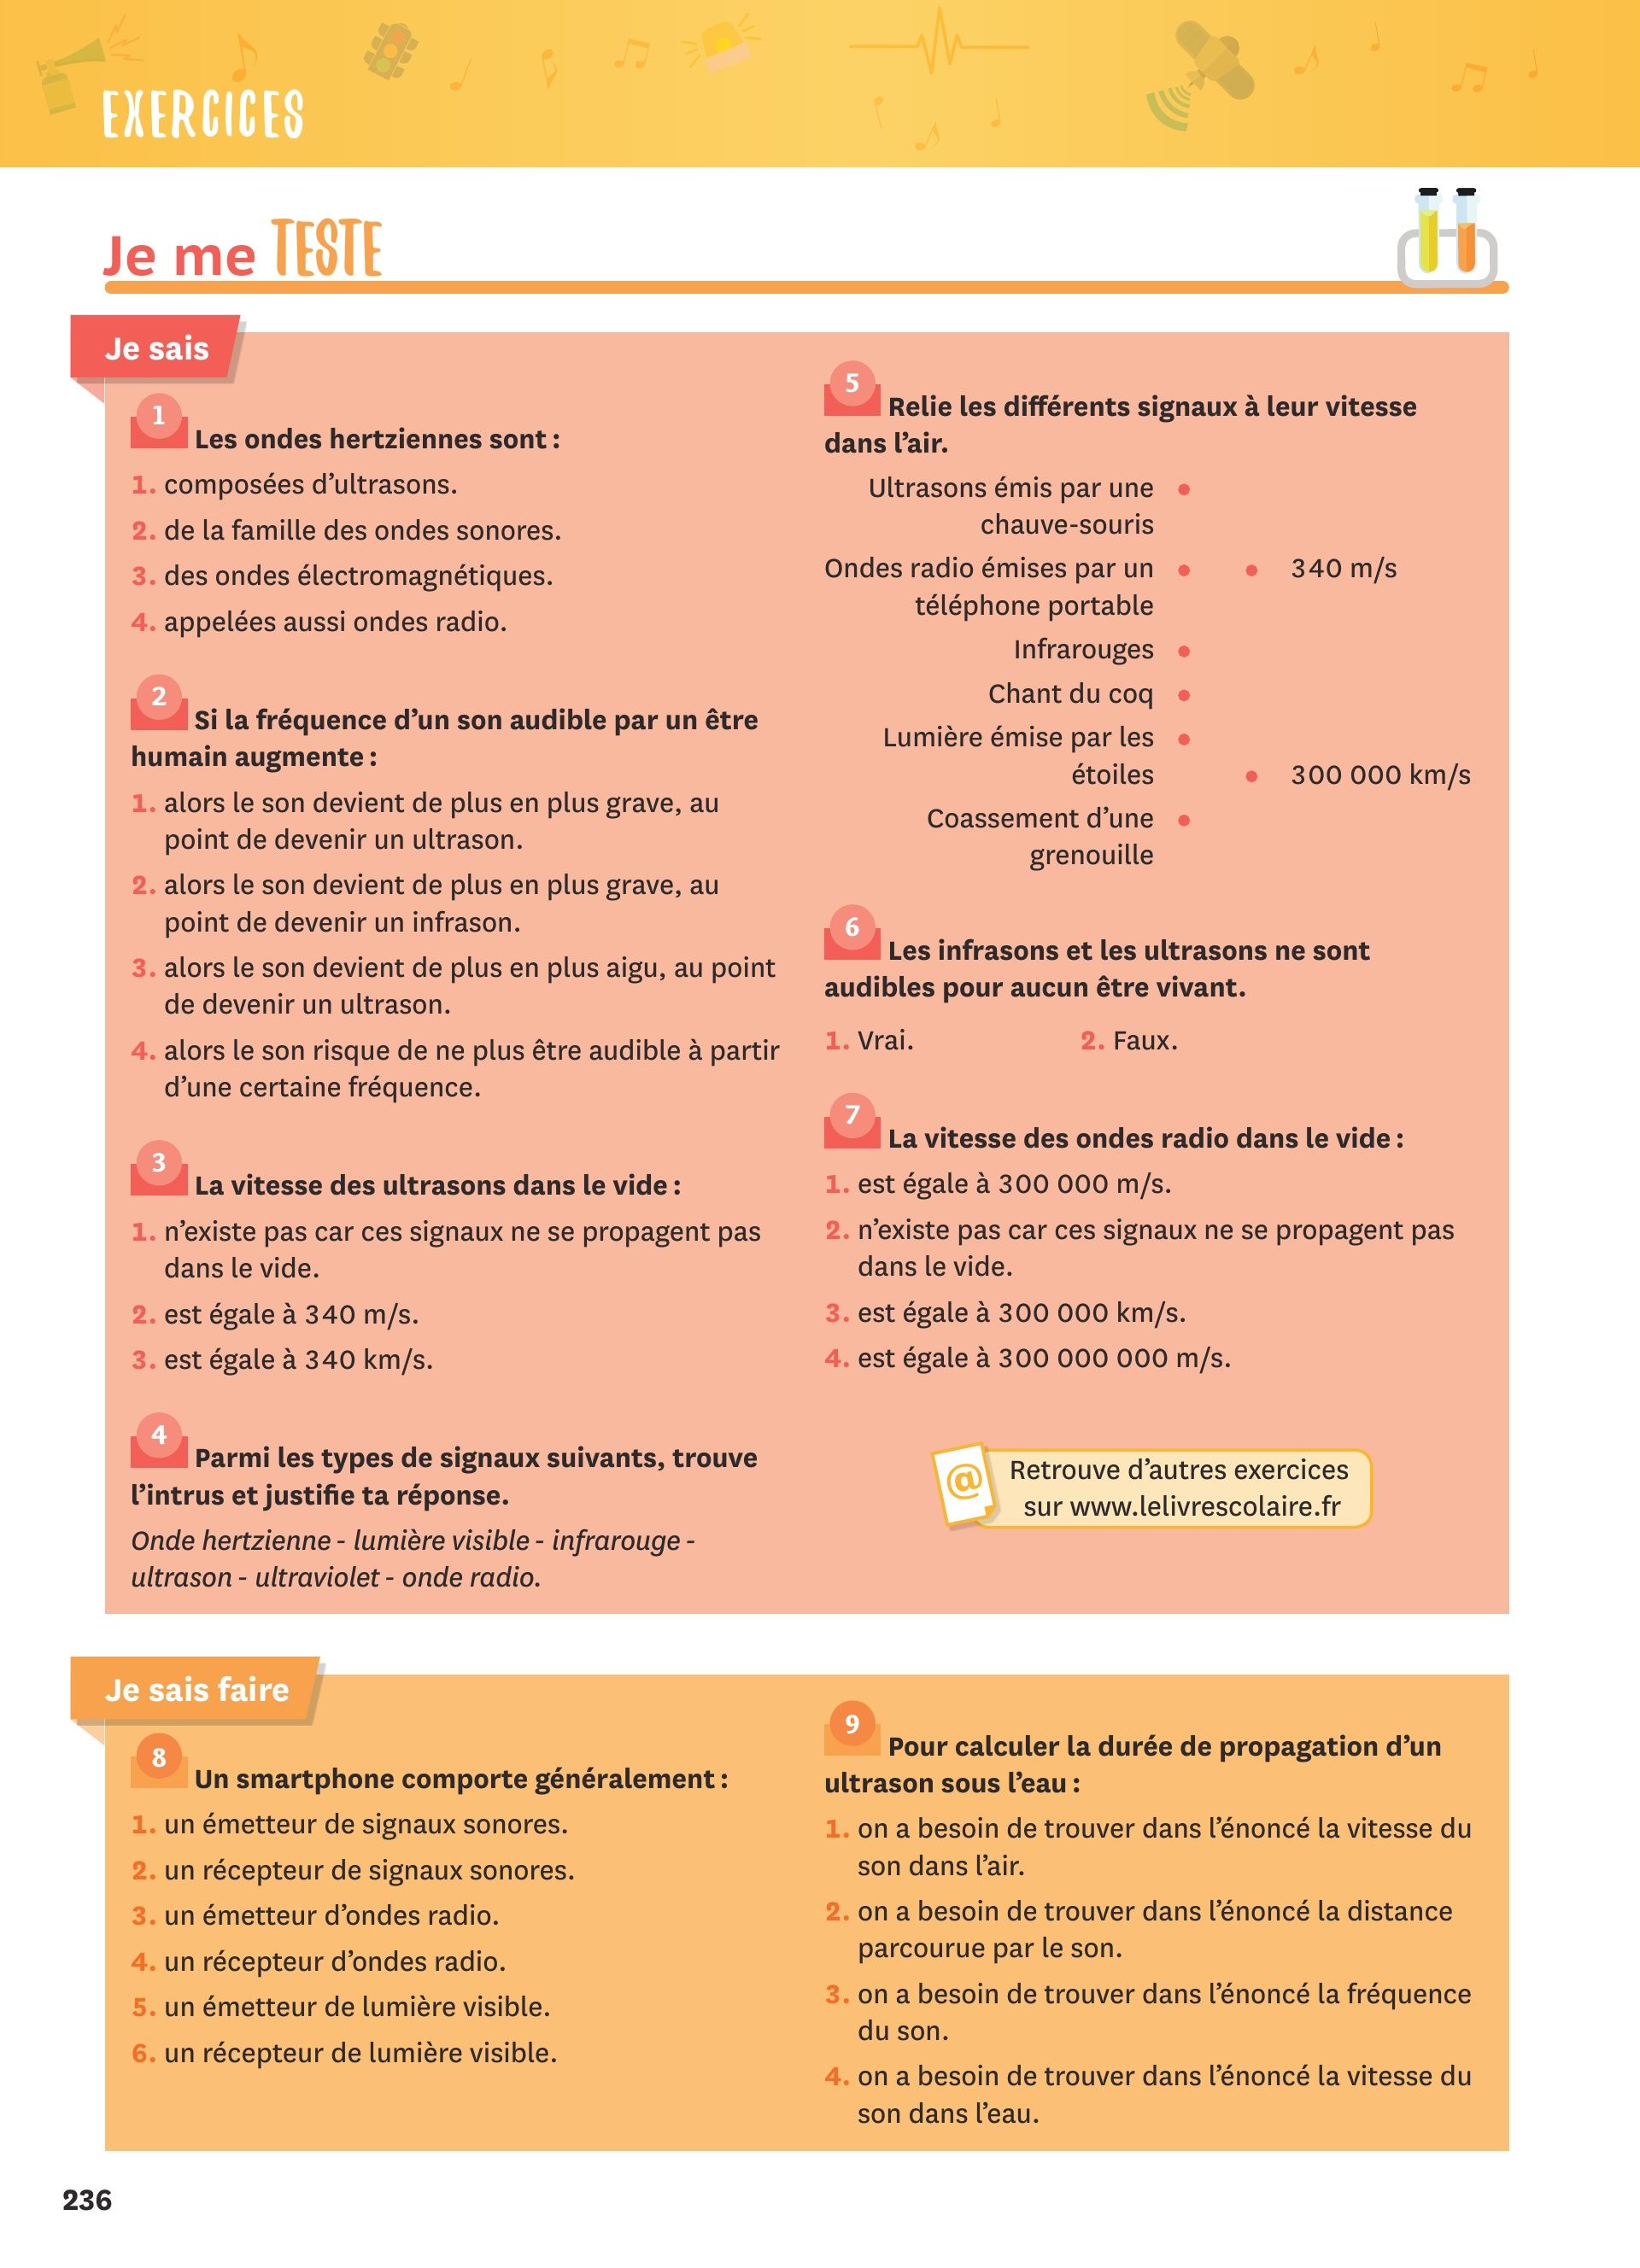 EXERCICES
Je me TESTE
Je sais
1 Les ondes hertziennes sont :
1. composées d’ultrasons.
2. de la famille des ondes sonores.
3. des ondes électromagnétiques.
4. appelées aussi ondes radio.
2 Si la fréquence d’un son audible par un être
humain augmente :
1. alors le son devient de plus en plus grave, au
point de devenir un ultrason.
2. alors le son devient de plus en plus grave, au
point de devenir un infrason.
3. alors le son devient de plus en plus aigu, au point
de devenir un ultrason.
4. alors le son risque de ne plus être audible à partir
d’une certaine fréquence.
3 La vitesse des ultrasons dans le vide :
1. n’existe pas car ces signaux ne se propagent pas
dans le vide.
2. est égale à 340 m/s.
3. est égale à 340 km/s.
4 Parmi les types de signaux suivants, trouve
l’intrus et justifie ta réponse.
Onde hertzienne - lumière visible - infrarouge -
ultrason - ultraviolet - onde radio.
5 Relie les différents signaux à leur vitesse
dans l’air.
Ultrasons émis par une
chauve-souris
Ondes radio émises par un • • 340 m/s
téléphone portable
Infrarouges
Chant du coq
Lumière émise par les
étoiles • 300 000 km/s
Coassement d’une
grenouille
6 Les infrasons et les ultrasons ne sont
audibles pour aucun être vivant.
1. Vrai. 2. Faux.
7 La vitesse des ondes radio dans le vide :
1. est égale à 300 000 m/s.
2. n’existe pas car ces signaux ne se propagent pas
dans le vide.
3. est égale à 300 000 km/s.
4. est égale à 300 000 000 m/s.
@ Retrouve d’autres exercices
sur www.lelivrescolaire.fr
Je sais faire
8 Un smartphone comporte généralement :
1. un émetteur de signaux sonores.
2. un récepteur de signaux sonores.
3. un émetteur d’ondes radio.
4. un récepteur d’ondes radio.
5. un émetteur de lumière visible.
6. un récepteur de lumière visible.
9 Pour calculer la durée de propagation d’un
ultrason sous l’eau :
1. on a besoin de trouver dans l’énoncé la vitesse du
son dans l’air.
2. on a besoin de trouver dans l’énoncé la distance
parcourue par le son.
3. on a besoin de trouver dans l’énoncé la fréquence
du son.
4. on a besoin de trouver dans l’énoncé la vitesse du
son dans l’eau.
236